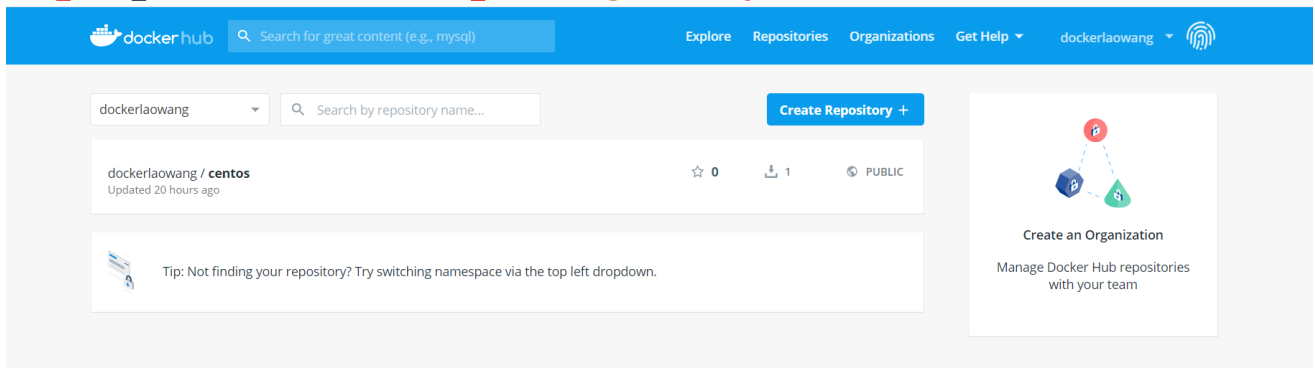 dockerhub
Search for great content (e.g., mysql)
Explore
Repositories
Organizations
Get Help
dockerlaowang
dockerlaowang
Search by repository name...
Create Repository +
dockerlaowang / centos
Updated 20 hours ago
0
1
PUBLIC
Tip: Not finding your repository? Try switching namespace via the top left dropdown.
Create an Organization
Manage Docker Hub repositories
with your team